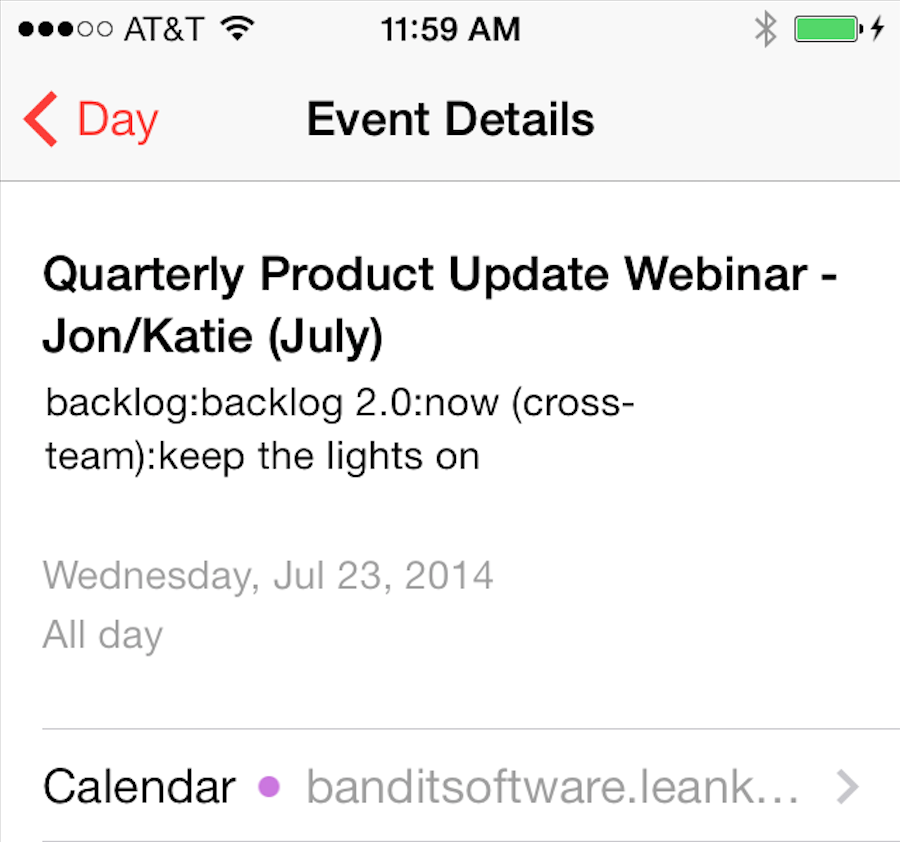 AT&T 11:59 AM
Day Event Details
Quarterly Product Update Webinar -
Jon/Katie (July)
backlog:backlog 2.0:now (cross-
team):keep the lights on
Wednesday, Jul 23, 2014
All day
Calendar banditsoftware.leank...